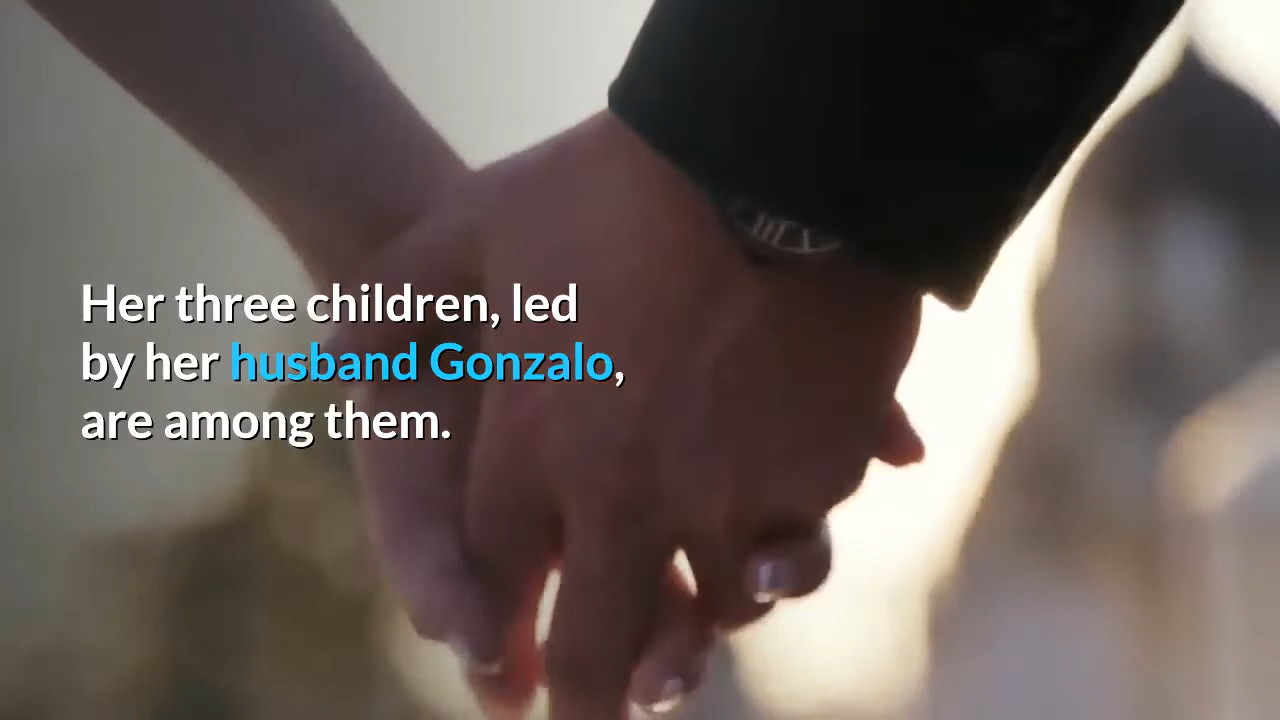 Her three children, led
by her husband Gonzalo,
are among them.